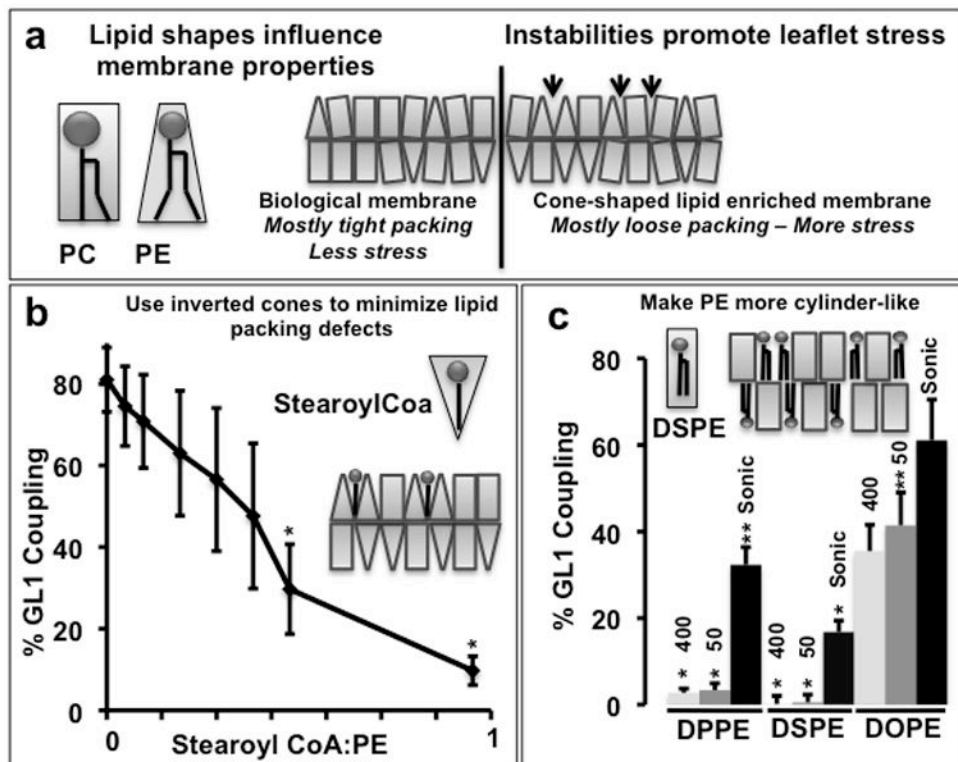 a
Lipid shapes influence
membrane properties
Instabilities promote leaflet stress
PC
PE
Biological membrane
Mostly tight packing
Less stress
Cone-shaped lipid enriched membrane
Mostly loose packing – More stress
b
Use inverted cones to minimize lipid
packing defects
StearoylCoa
% GL1 Coupling
80
60
40
20
0
*
*
0
1
Stearoyl CoA:PE
c
Make PE more cylinder-like
DSPE
% GL1 Coupling
80
60
40
20
0
* 400
* 50
** Sonic
* 400
* 50
* Sonic
400
** 50
Sonic
DPPE
DSPE
DOPE